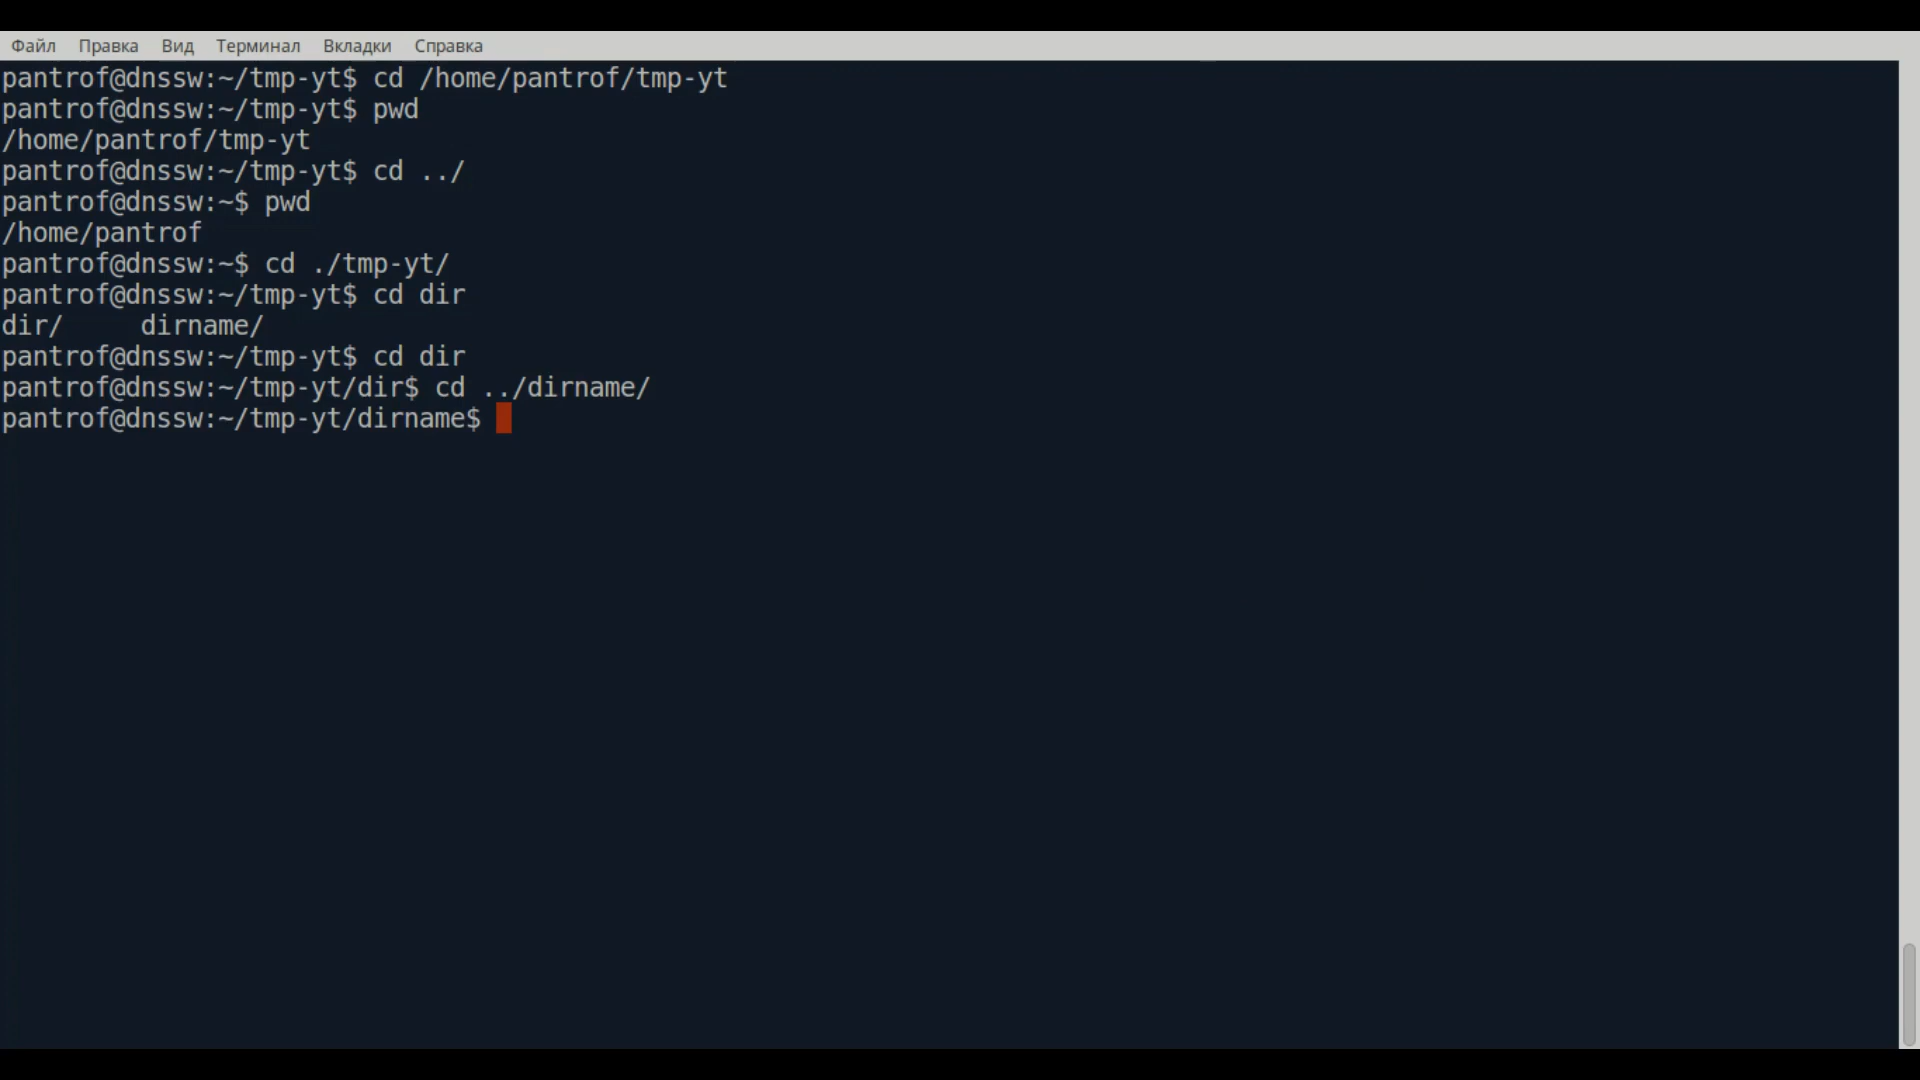 Файл Правка Вид Терминал Вкладки Справка
pantrof@dnssw:~/tmp-yt$ cd /home/pantrof/tmp-yt
pantrof@dnssw:~/tmp-yt$ pwd
/home/pantrof/tmp-yt
pantrof@dnssw:~/tmp-yt$ cd ../
pantrof@dnssw:~$ pwd
/home/pantrof
pantrof@dnssw:~$ cd ./tmp-yt/
pantrof@dnssw:~/tmp-yt$ cd dir
dir/     dirname/
pantrof@dnssw:~/tmp-yt$ cd dir
pantrof@dnssw:~/tmp-yt/dir$ cd ../dirname/
pantrof@dnssw:~/tmp-yt/dirname$